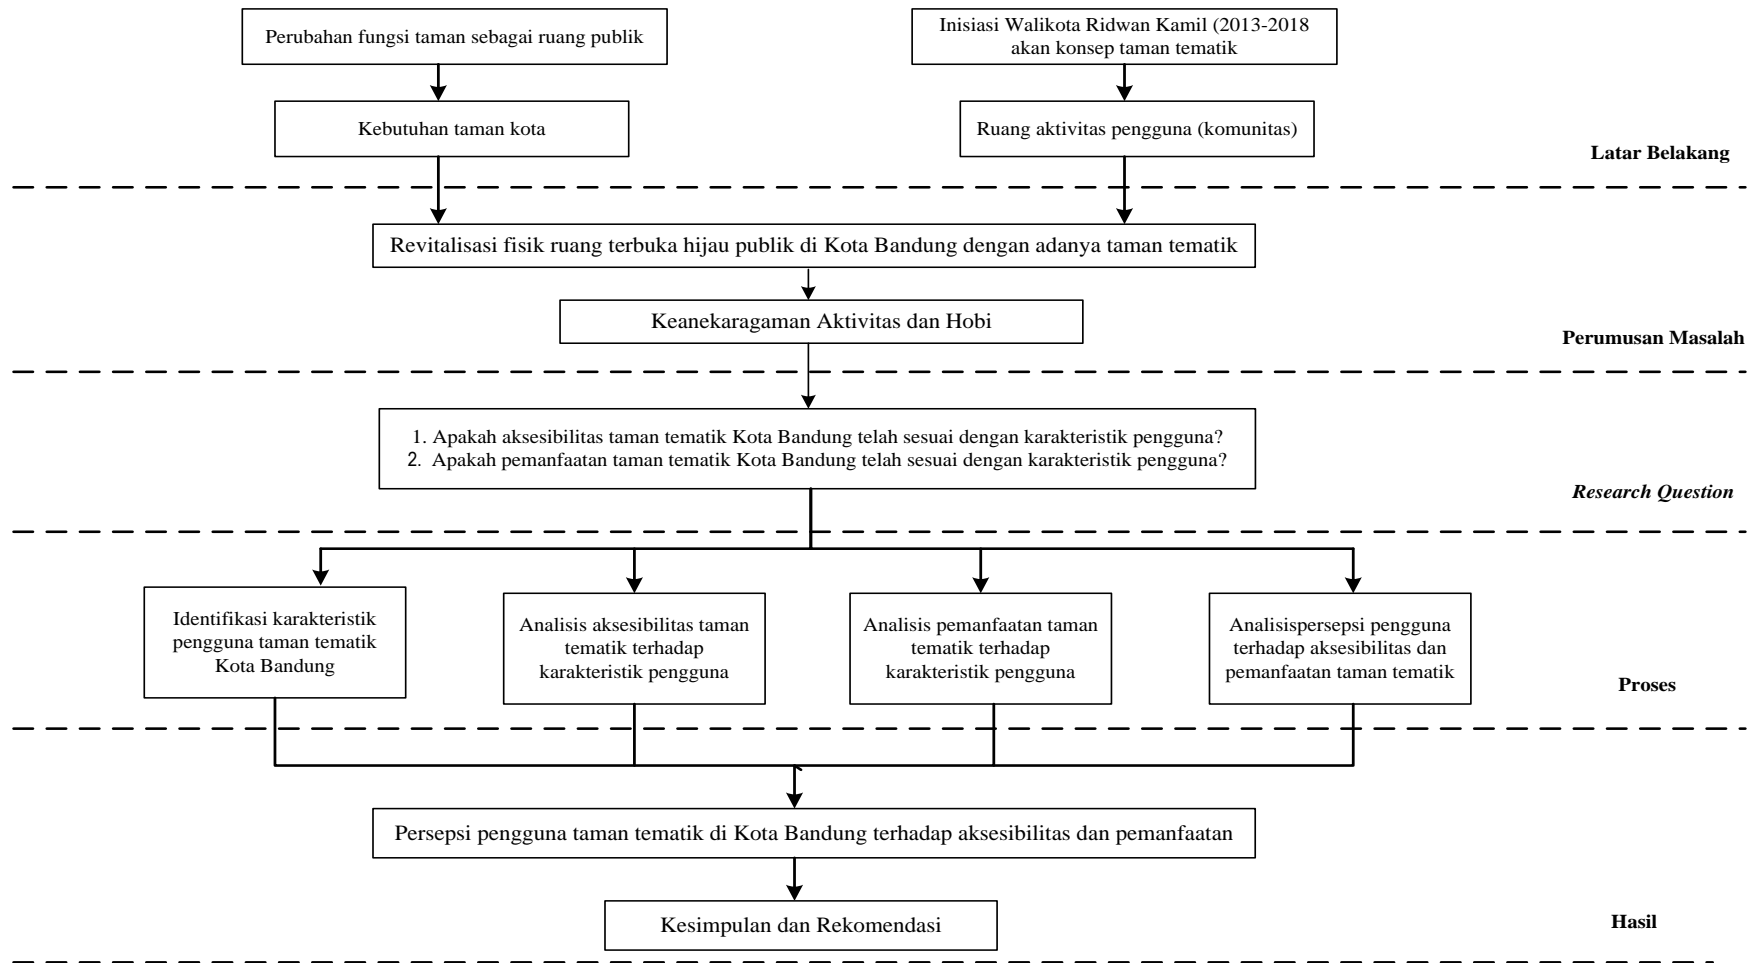 Perubahan fungsi taman sebagai ruang publik
Inisiasi Walikota Ridwan Kamil (2013-2018
akan konsep taman tematik
Kebutuhan taman kota
Ruang aktivitas pengguna (komunitas)
Latar Belakang
Revitalisasi fisik ruang terbuka hijau publik di Kota Bandung dengan adanya taman tematik
Keanekaragaman Aktivitas dan Hobi
Perumusan Masalah
1. Apakah aksesibilitas taman tematik Kota Bandung telah sesuai dengan karakteristik pengguna?
2. Apakah pemanfaatan taman tematik Kota Bandung telah sesuai dengan karakteristik pengguna?
Research Question
Identifikasi karakteristik
pengguna taman tematik
Kota Bandung
Analisis aksesibilitas taman
tematik terhadap
karakteristik pengguna
Analisis pemanfaatan taman
tematik terhadap
karakteristik pengguna
Analisispersepsi pengguna
terhadap aksesibilitas dan
pemanfaatan taman tematik
Proses
Persepsi pengguna taman tematik di Kota Bandung terhadap aksesibilitas dan pemanfaatan
Kesimpulan dan Rekomendasi
Hasil